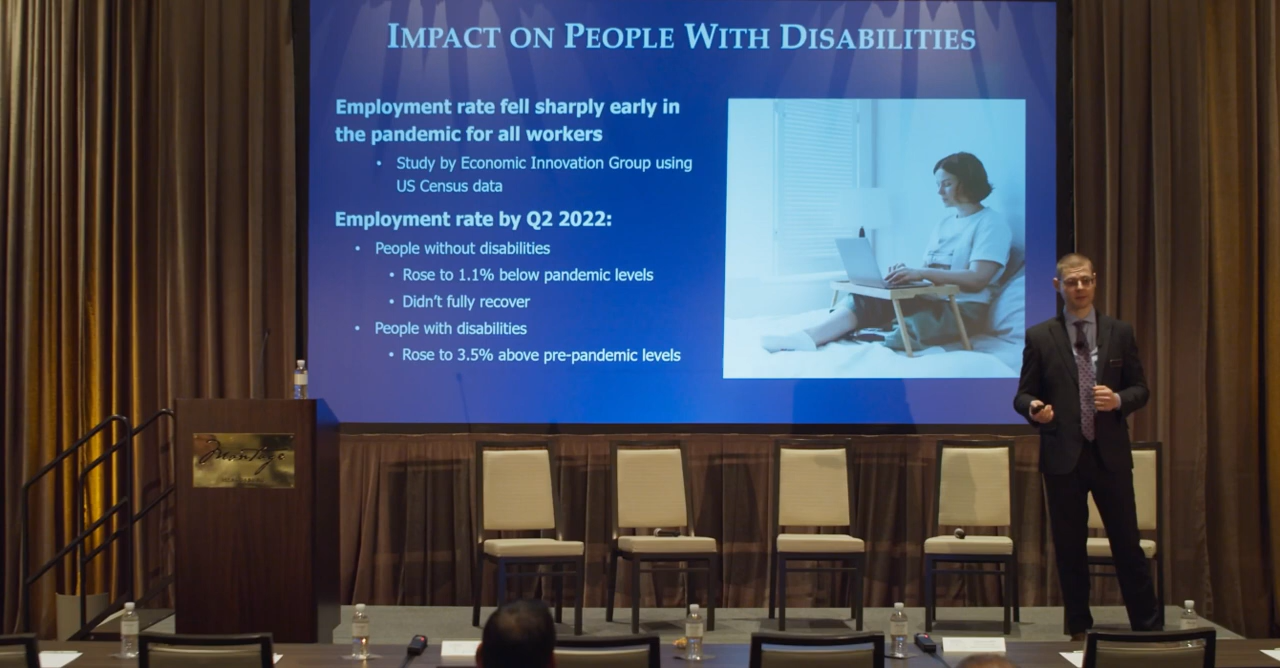 IMPACT ON PEOPLE WITH DISABILITIES
Employment rate fell sharply early in
the pandemic for all workers
• Study by Economic Innovation Group using
US Census data
Employment rate by Q2 2022:
• People without disabilities
• Rose to 1.1% below pandemic levels
• Didn't fully recover
• People with disabilities
• Rose to 3.5% above pre-pandemic levels
Montage